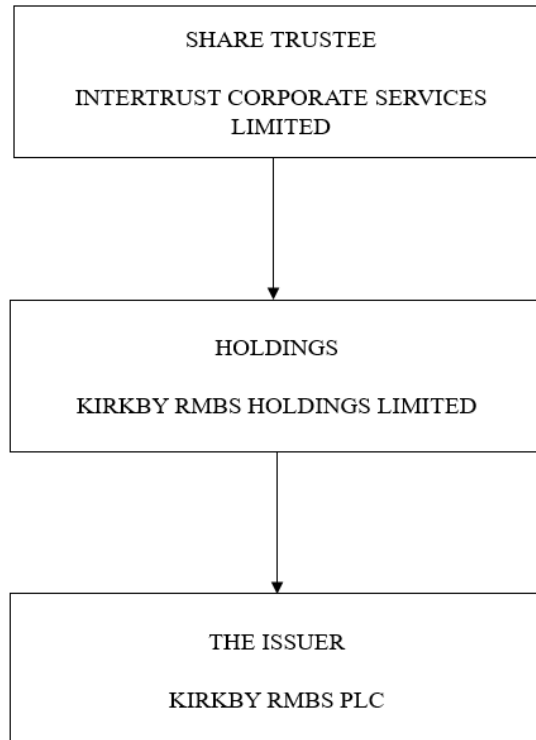 SHARE TRUSTEE
INTERTRUST CORPORATE SERVICES
LIMITED
HOLDINGS
KIRKBY RMBS HOLDINGS LIMITED
THE ISSUER
KIRKBY RMBS PLC